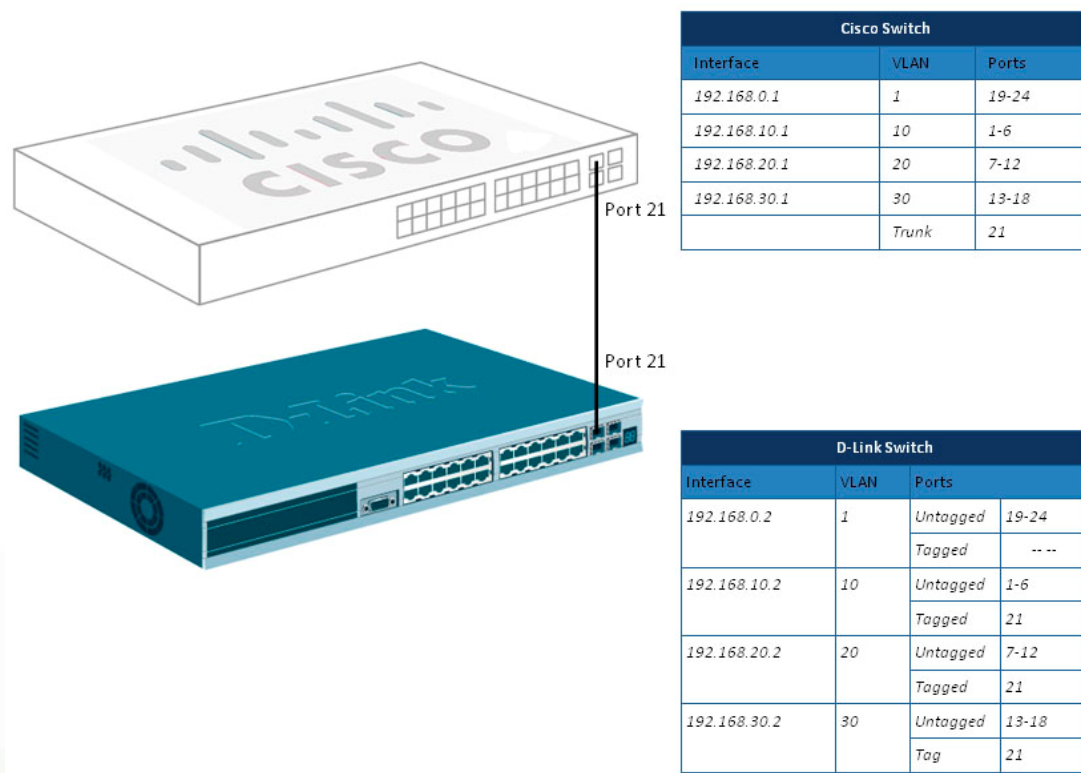 CISCO
Port 21
Port 21
D-Link
Cisco Switch
Interface VLAN Ports
192.168.0.1 1 19-24
192.168.10.1 10 1-6
192.168.20.1 20 7-12
192.168.30.1 30 13-18
Trunk 21
D-Link Switch
Interface VLAN Ports
192.168.0.2 1 Untagged 19-24
Tagged -- --
192.168.10.2 10 Untagged 1-6
Tagged 21
192.168.20.2 20 Untagged 7-12
Tagged 21
192.168.30.2 30 Untagged 13-18
Tag 21